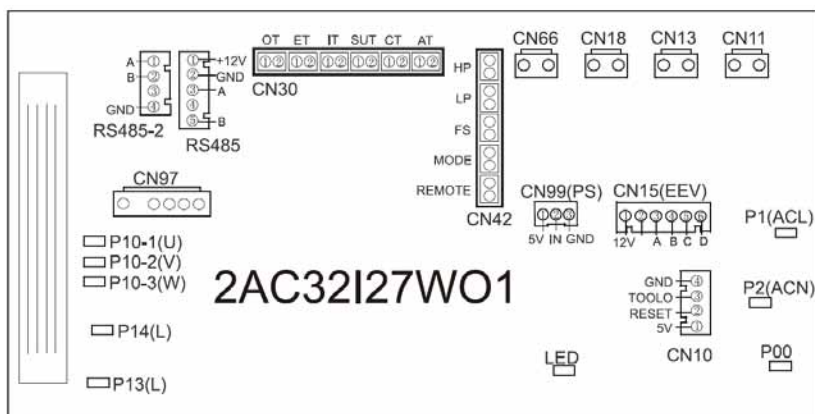 OT ET IT SUT CT AT
①② ①② ①② ①② ①② ①②
CN30
CN66 CN18 CN13 CN11
A ①
B ②
③
GND ④
RS485-2
① +12V
② GND
③ A
④
⑤ B
RS485
HP
LP
FS
MODE
REMOTE
CN42
CN97
CN99(PS)
①②③
5V IN GND
CN15(EEV)
①②③④⑤⑥
12V A B C D
P1(ACL)
P10-1(U)
P10-2(V)
P10-3(W)
2AC32I27WO1
GND ④
TOOLO ③
RESET ②
5V ①
CN10
P2(ACN)
P14(L)
LED
P00
P13(L)